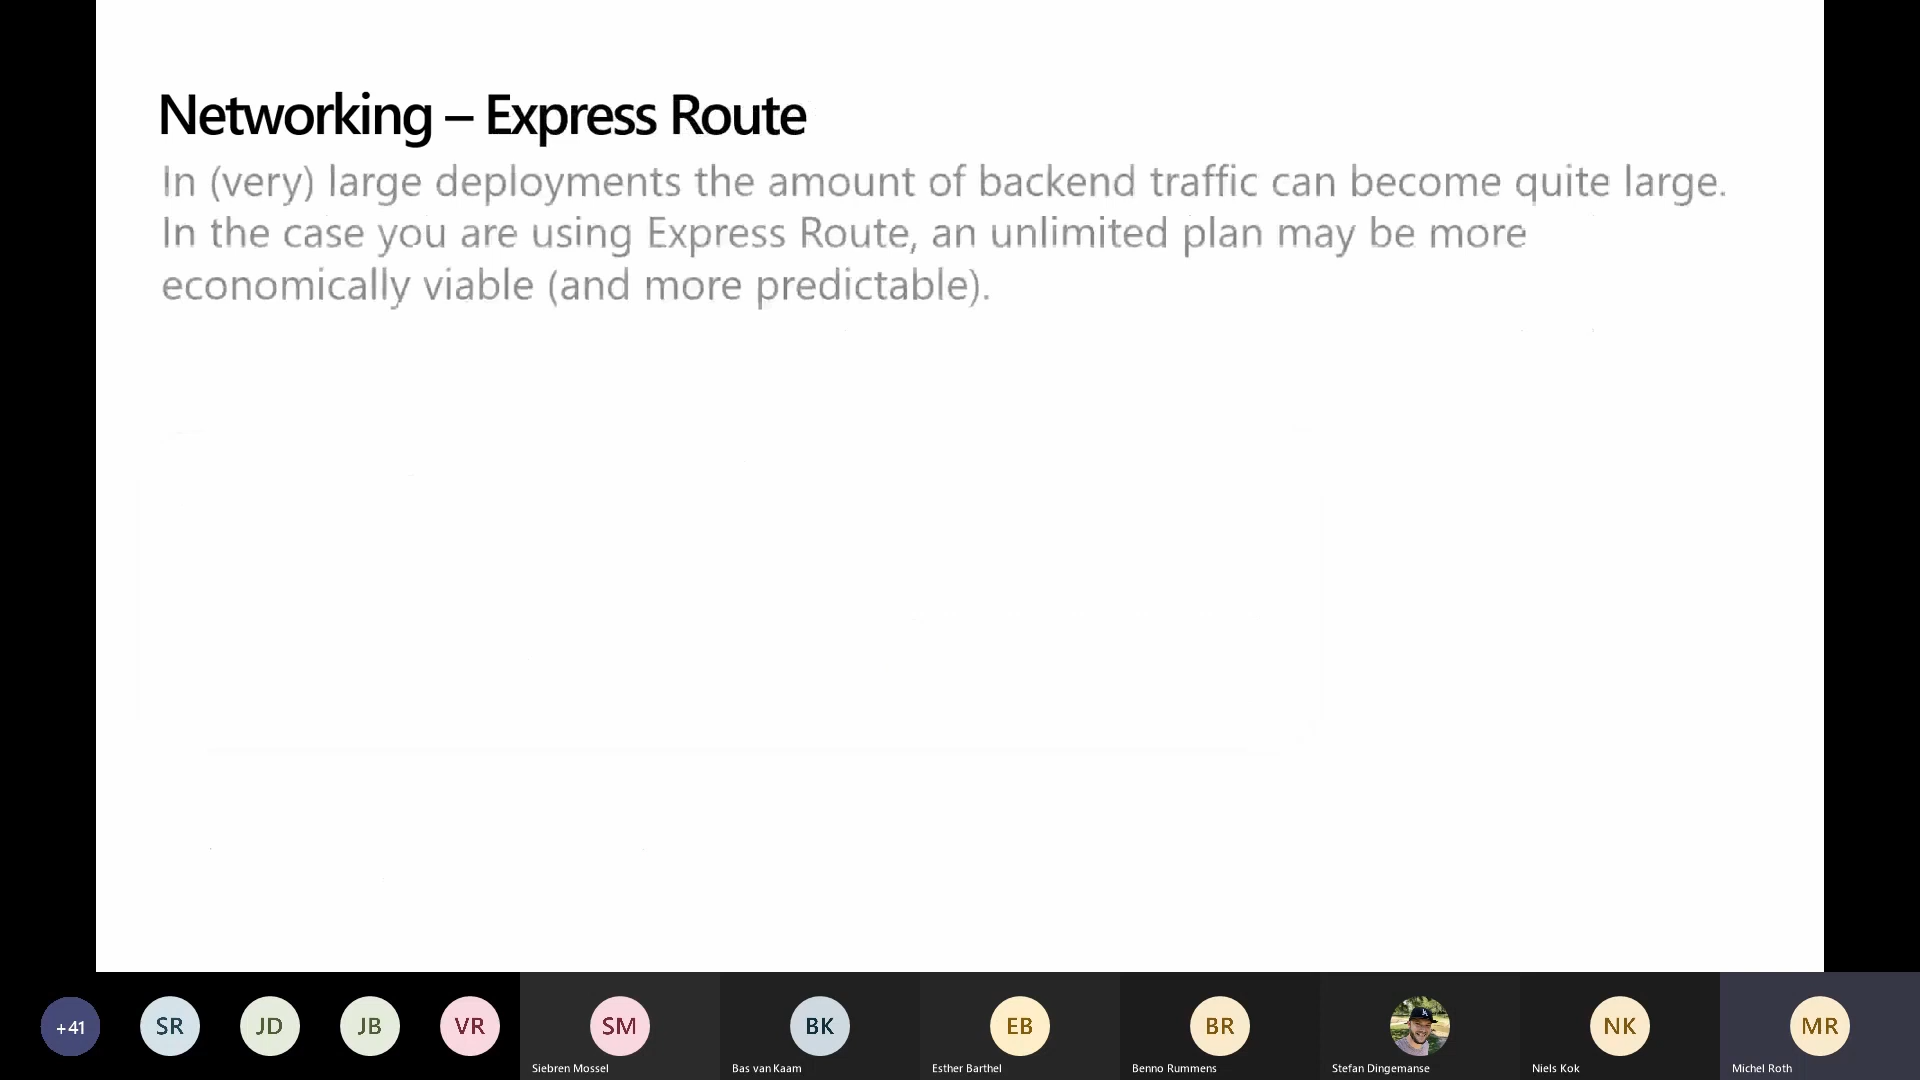 Networking – Express Route
In (very) large deployments the amount of backend traffic can become quite large.
In the case you are using Express Route, an unlimited plan may be more
economically viable (and more predictable).
+41
SR
JD
JB
VR
SM
BK
EB
BR
NK
MR
Siebren Mossel
Bas van Kaam
Esther Barthel
Benno Rummens
Stefan Dingemanse
Niels Kok
Michel Roth